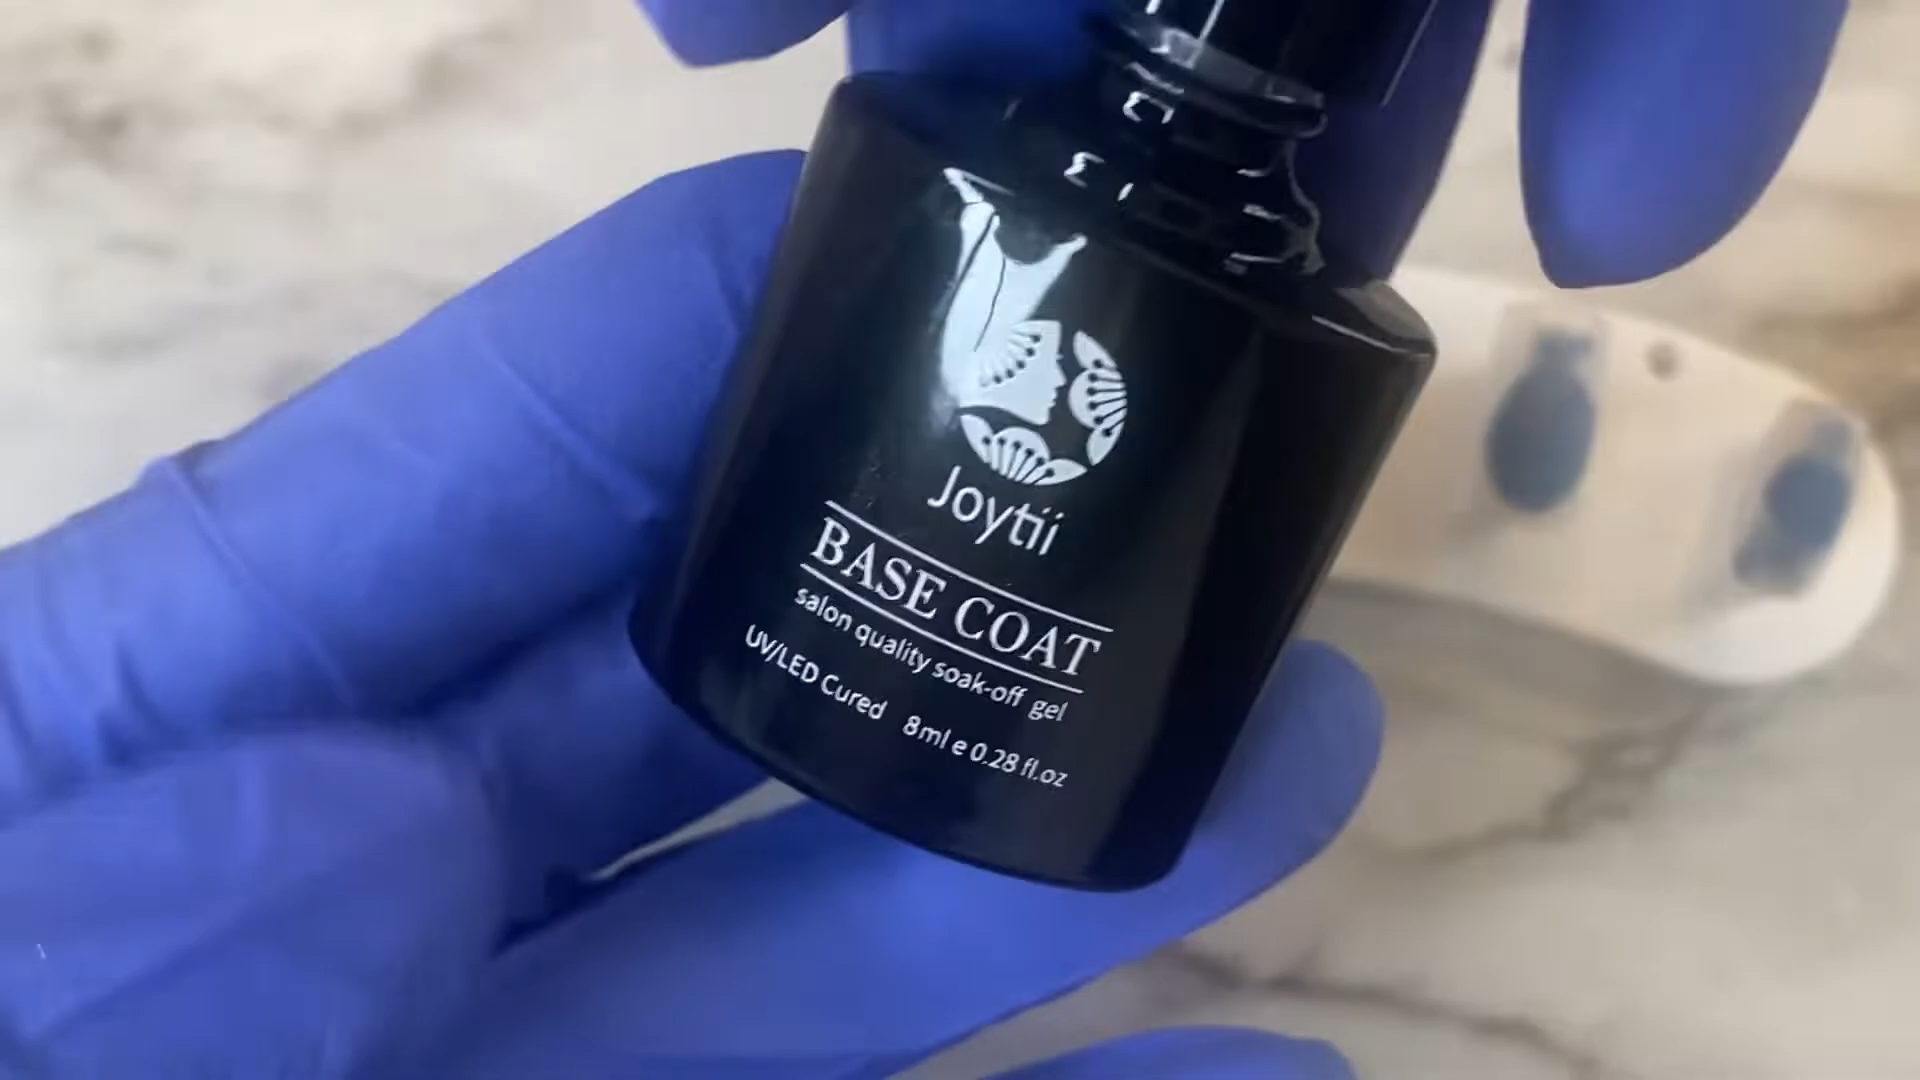 Joytii
BASE COAT
salon quality soak-off gel
UV/LED Cured 8ml e 0.28 fl.oz